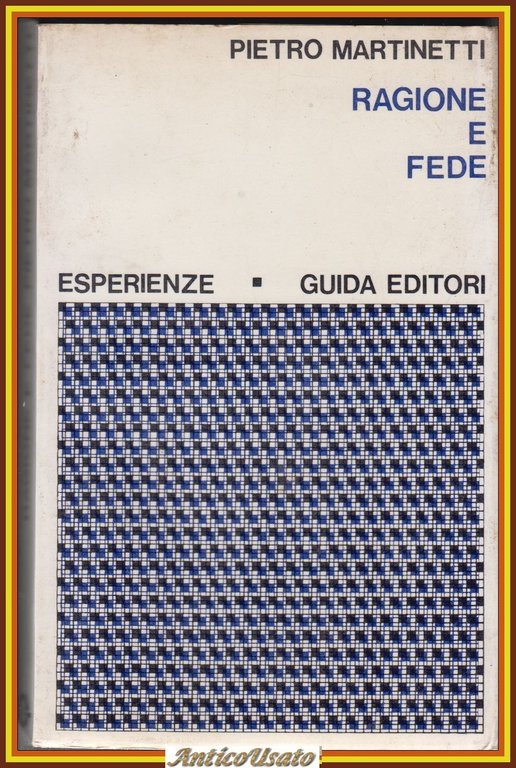 PIETRO MARTINETTI
RAGIONE
E
FEDE
ESPERIENZE ▪ GUIDA EDITORI
AnticoUsato